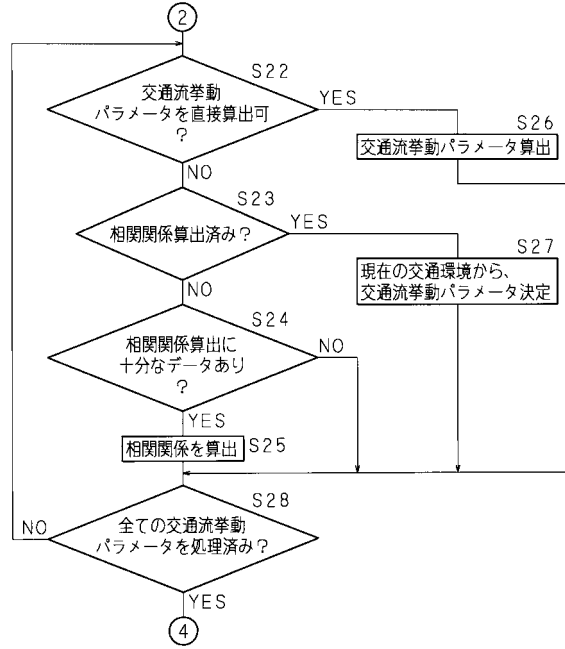 2
S22
交通流挙動
パラメータを直接算出可
?
YES
S26
交通流挙動パラメータ算出
NO
S23
相関関係算出済み?
YES
S27
現在の交通環境から、
交通流挙動パラメータ決定
NO
S24
相関関係算出に
十分なデータあり
?
NO
YES
相関関係を算出
S25
S28
全ての交通流挙動
パラメータを処理済み?
NO
YES
4